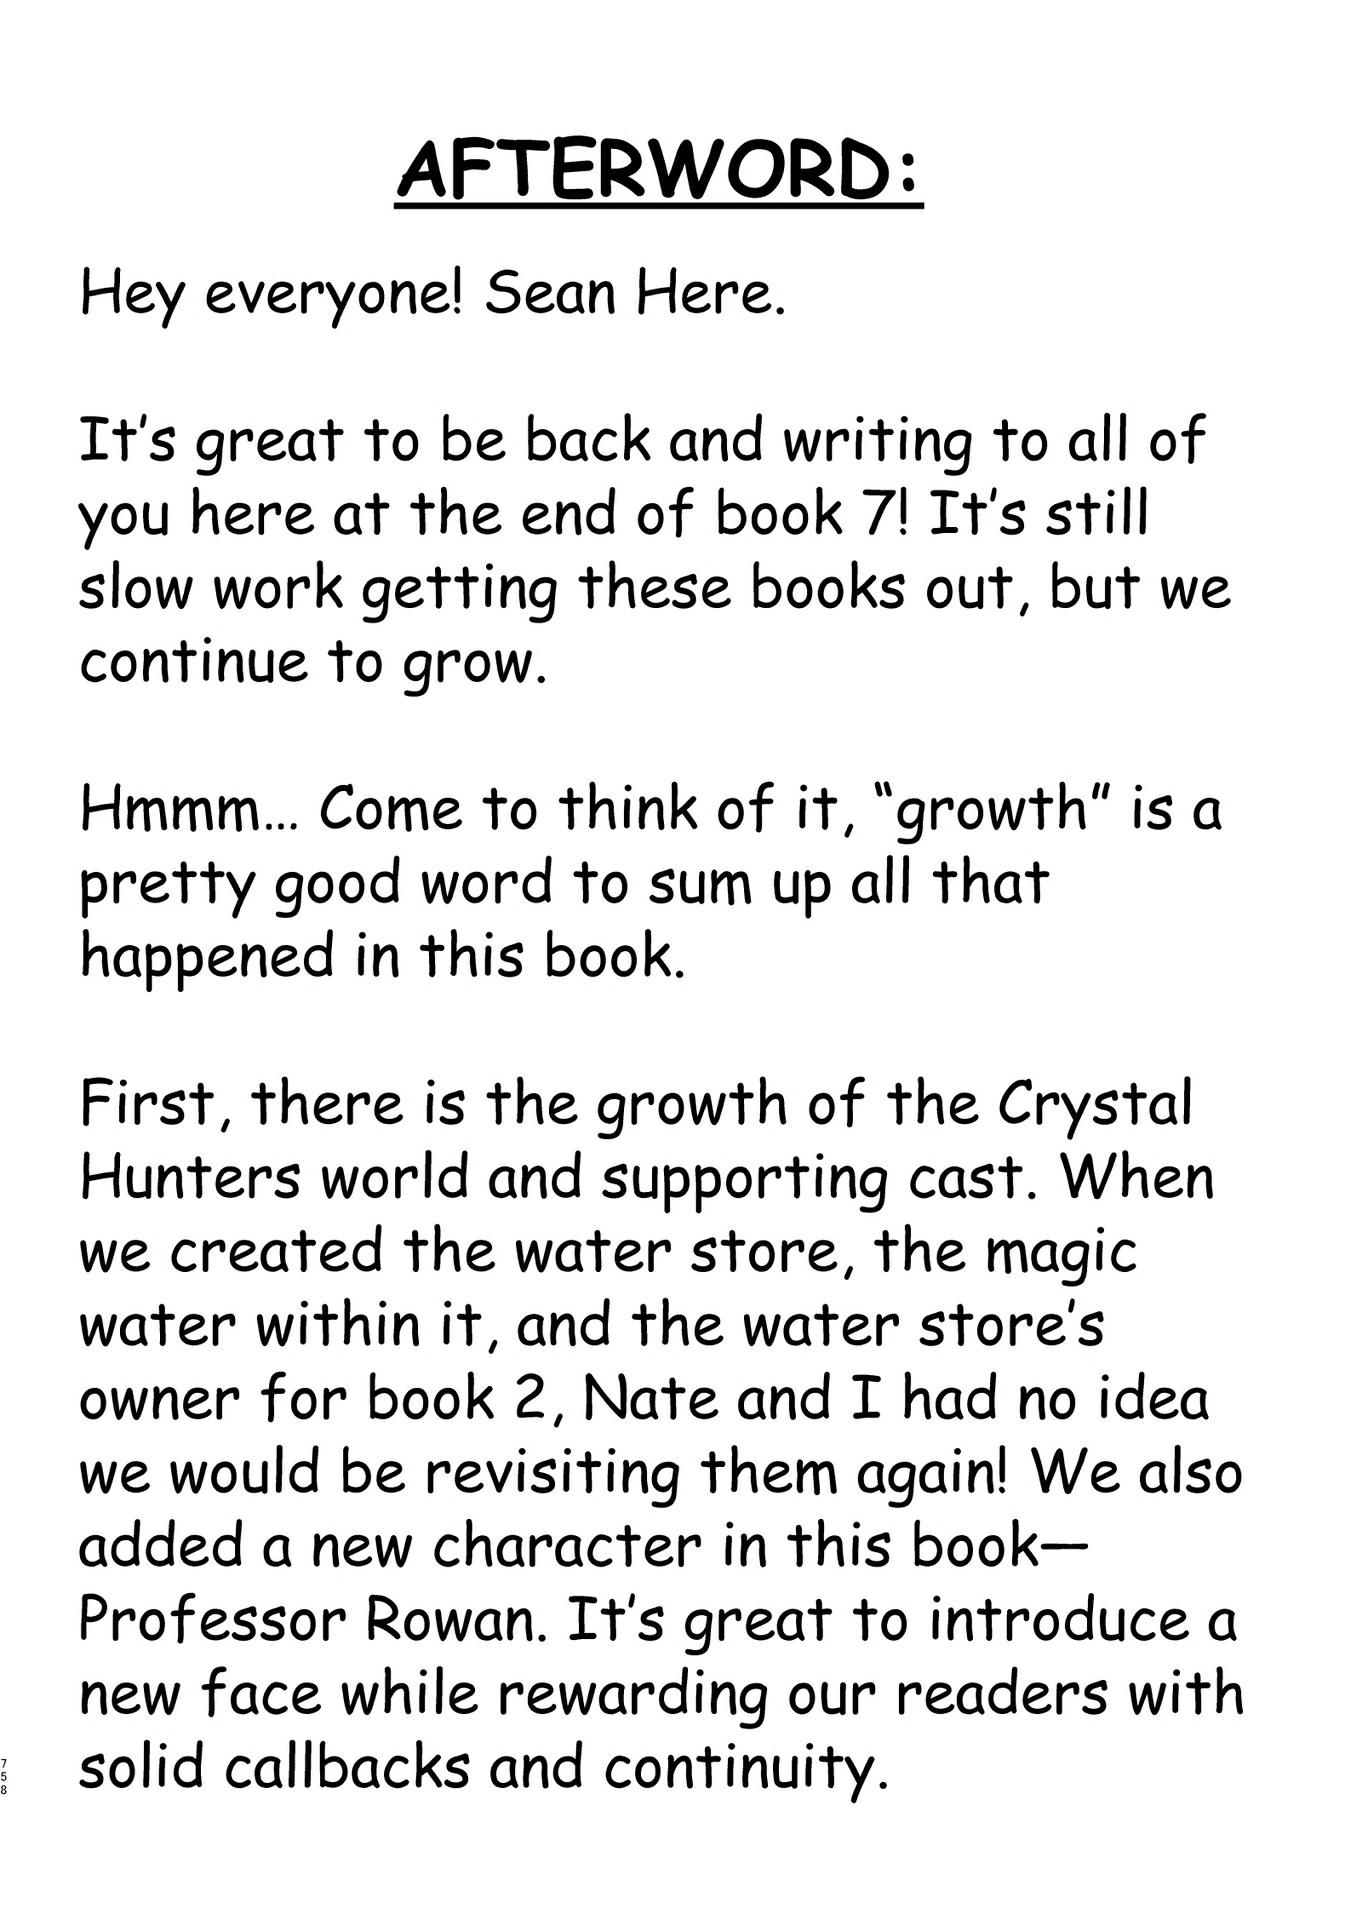 AFTERWORD:
Hey everyone! Sean Here.
It's great to be back and writing to all of
you here at the end of book 7! It's still
slow work getting these books out, but we
continue to grow.
Hmmm... Come to think of it, “growth” is a
pretty good word to sum up all that
happened in this book.
First, there is the growth of the Crystal
Hunters world and supporting cast. When
we created the water store, the magic
water within it, and the water store's
owner for book 2, Nate and I had no idea
we would be revisiting them again! We also
added a new character in this book—
Professor Rowan. It's great to introduce a
new face while rewarding our readers with
solid callbacks and continuity.
758